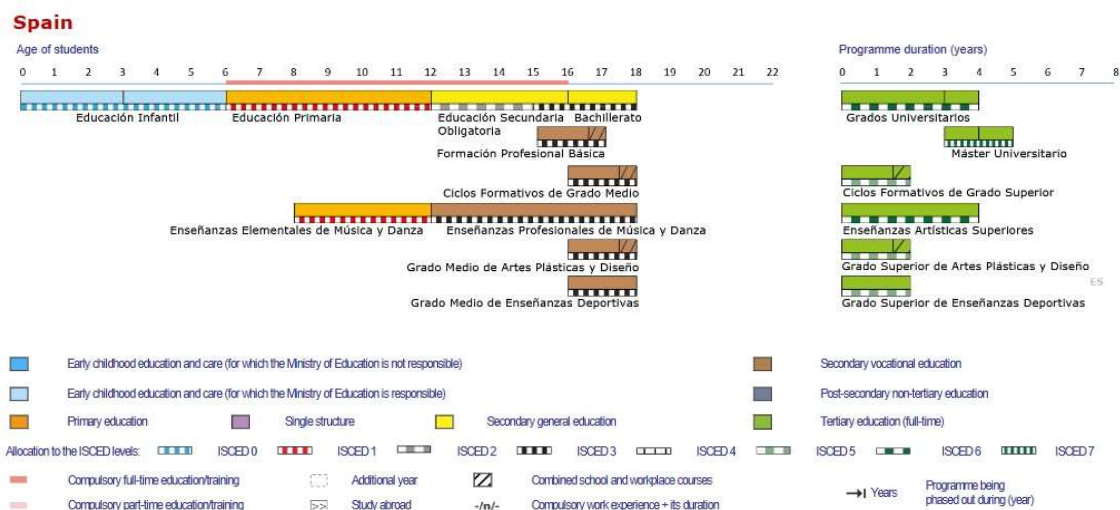 Spain
Age of students
Programme duration (years)
0 1 2 3 4 5 6 7 8 9 10 11 12 13 14 15 16 17 18 19 20 21 22
0 1 2 3 4 5 6 7 8
Educación Infantil
Educación Primaria
Educación Secundaria
Obligatoria
Bachillerato
Grados Universitarios
Formación Profesional Básica
Máster Universitario
Ciclos Formativos de Grado Medio
Ciclos Formativos de Grado Superior
Enseñanzas Elementales de Música y Danza
Enseñanzas Profesionales de Música y Danza
Enseñanzas Artísticas Superiores
Grado Medio de Artes Plásticas y Diseño
Grado Superior de Artes Plásticas y Diseño
ES
Grado Medio de Enseñanzas Deportivas
Grado Superior de Enseñanzas Deportivas
Early childhood education and care (for which the Ministry of Education is not responsible)
Secondary vocational education
Early childhood education and care (for which the Ministry of Education is responsible)
Post-secondary non-tertiary education
Primary education
Single structure
Secondary general education
Tertiary education (full-time)
Allocation to the ISCED levels:
ISCED 0
ISCED 1
ISCED 2
ISCED 3
ISCED 4
ISCED 5
ISCED 6
ISCED 7
Compulsory full-time education/training
Additional year
Combined school and workplace courses
Years
Programme being
phased out during (year)
Compulsory part-time education/training
>>
Study abroad
-/n/-
Compulsory work experience + its duration